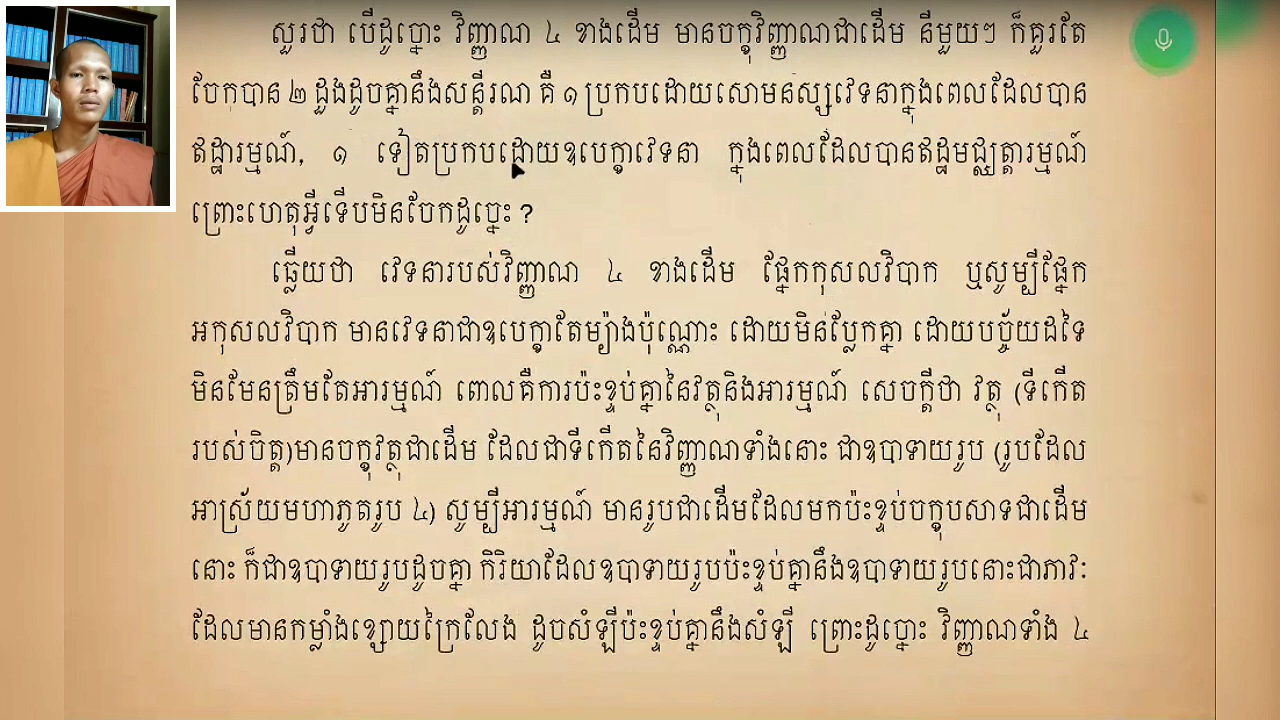 សួរថា បើដូច្នោះ វិញ្ញាណ ៤ ខាងដើម មានចក្ខុវិញ្ញាណជាដើម នីមួយៗ ក៏គួរតែ
ចែកបាន ២ ដួងដូចគ្នានឹងសន្តីរណ គឺ ១ ប្រកបដោយសោមនស្សវេទនាក្នុងពេលដែលបាន
ឥដ្ឋារម្មណ៍, ១ ទៀតប្រកបដោយឧបេក្ខាវេទនា ក្នុងពេលដែលបានឥដ្ឋមជ្ឈត្តារម្មណ៍
ព្រោះហេតុអ្វីទើបមិនចែកដូច្នេះ ?
ឆ្លើយថា វេទនារបស់វិញ្ញាណ ៤ ខាងដើម ផ្នែកកុសលវិបាក ឬសូម្បីផ្នែក
អកុសលវិបាក មានវេទនាជាឧបេក្ខាតែម្យ៉ាងប៉ុណ្ណោះ ដោយមិនប្លែកគ្នា ដោយបច្ច័យដទៃ
មិនមែនត្រឹមតែអារម្មណ៍ ពោលគឺការប៉ះខ្ទប់គ្នានៃវត្ថុនិងអារម្មណ៍ សេចក្តីថា វត្ថុ (ទីកើត
របស់ចិត្ត)មានចក្ខុវត្ថុជាដើម ដែលជាទីកើតនៃវិញ្ញាណទាំងនោះ ជាឧបាទាយរូប (រូបដែល
អាស្រ័យមហាភូតរូប ៤) សូម្បីអារម្មណ៍ មានរូបជាដើមដែលមកប៉ះខ្ទប់ចក្ខុបសាទជាដើម
នោះ ក៏ជាឧបាទាយរូបដូចគ្នា កិរិយាដែលឧបាទាយរូបប៉ះខ្ទប់គ្នានឹងឧបាទាយរូបនោះជាភាវៈ
ដែលមានកម្លាំងខ្សោយក្រៃលែង ដូចសំឡីប៉ះខ្ទប់គ្នានឹងសំឡី ព្រោះដូច្នោះ វិញ្ញាណទាំង ៤